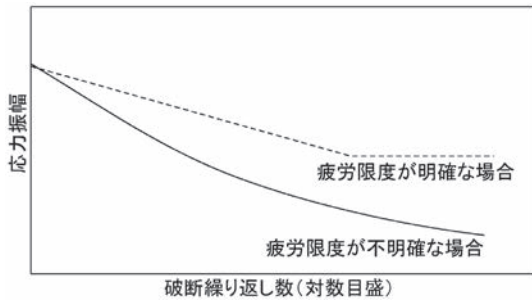 応力振幅
疲労限度が明確な場合
疲労限度が不明確な場合
破断繰り返し数(対数目盛)